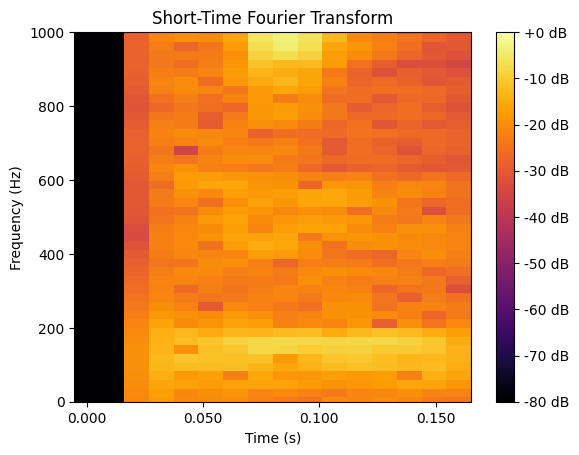 Short-Time Fourier Transform
1000
800
600
400
200
0
Frequency (Hz)
0.000
0.050
0.100
0.150
Time (s)
+0 dB
-10 dB
-20 dB
-30 dB
-40 dB
-50 dB
-60 dB
-70 dB
-80 dB